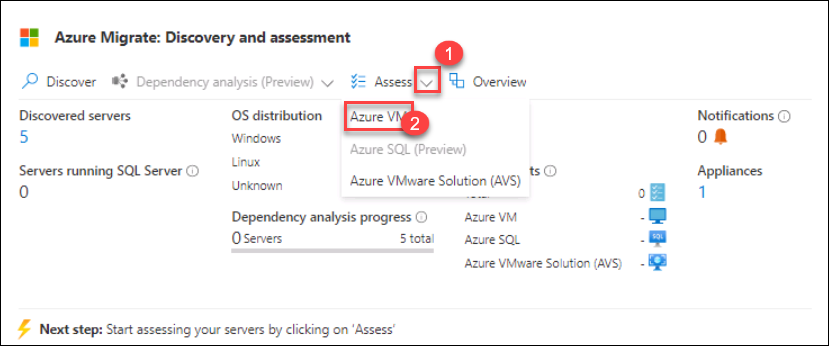 Azure Migrate: Discovery and assessment
1
Discover Dependency analysis (Preview) Assess Overview
Discovered servers
5
Servers running SQL Server
0
OS distribution
Windows
Linux
Unknown
Dependency analysis progress
0 Servers 5 total
Azure VM
2
Azure SQL (Preview)
Azure VMware Solution (AVS)
0
Azure VM -
Azure SQL -
Azure VMware Solution (AVS) -
Notifications
0
Appliances
1
Next step: Start assessing your servers by clicking on 'Assess'